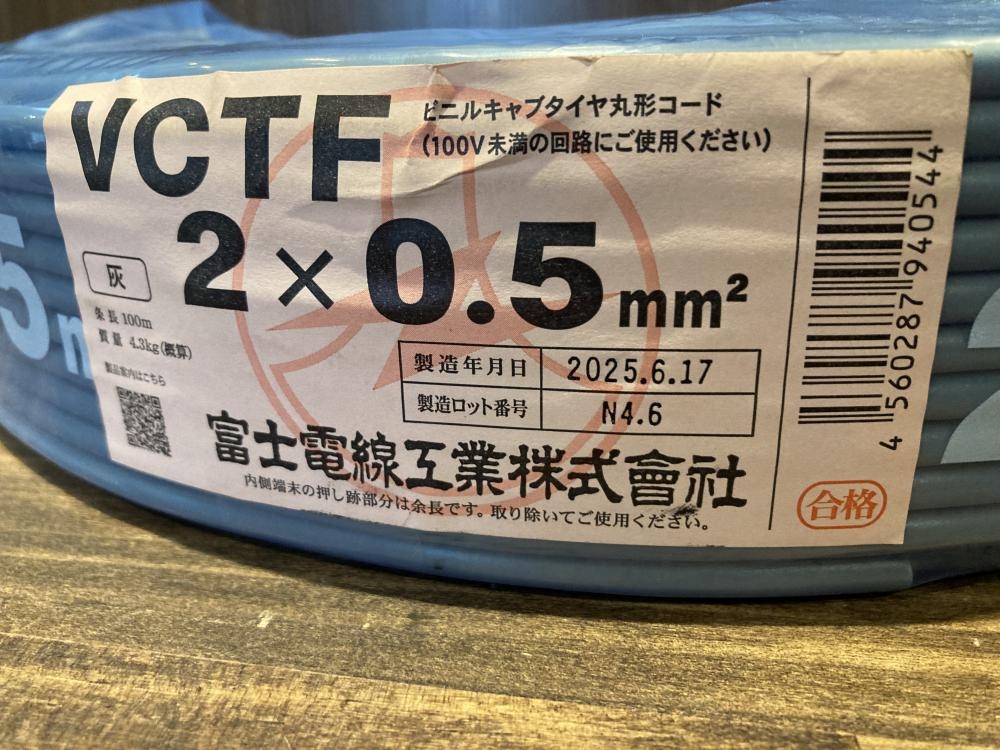 VCTF
ビニルキャブタイヤ丸形コード
(100V未満の回路にご使用ください)
2×0.5mm²
灰
条長 100m
質量 4.3kg(概算)
製品案内はこちら
製造年月日 2025.6.17
製造ロット番号 N4.6
富士電線工業株式會社
内側端末の押し跡部分は余長です。取り除いてご使用ください。
4560287940544
合格
5m